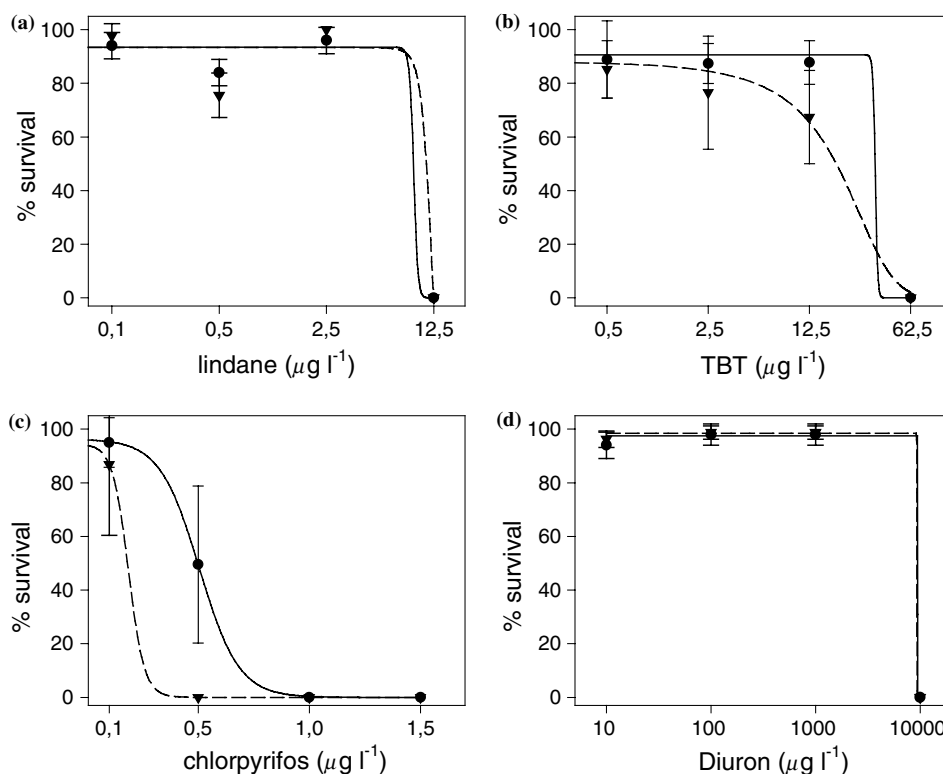 (a)
100
80
60
40
20
0
% survival
0,1 0,5 2,5 12,5
lindane (μg l⁻¹)
(b)
100
80
60
40
20
0
% survival
0,5 2,5 12,5 62,5
TBT (μg l⁻¹)
(c)
100
80
60
40
20
0
% survival
0,1 0,5 1,0 1,5
chlorpyrifos (μg l⁻¹)
(d)
100
80
60
40
20
0
% survival
10 100 1000 10000
Diuron (μg l⁻¹)